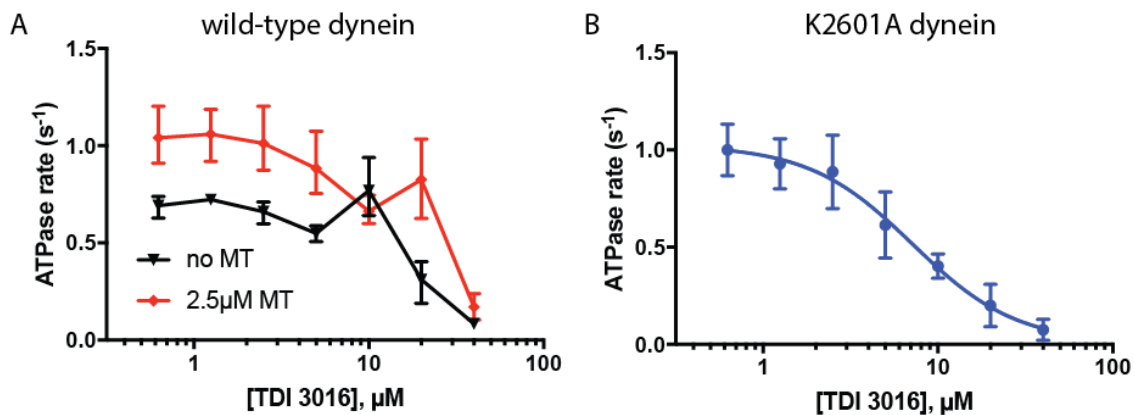 A
wild-type dynein
1.5
1.0
0.5
0.0
ATPase rate (s⁻¹)
no MT
2.5µM MT
1
10
100
[TDI 3016], µM
B
K2601A dynein
1.5
1.0
0.5
0.0
ATPase rate (s⁻¹)
1
10
100
[TDI 3016], µM